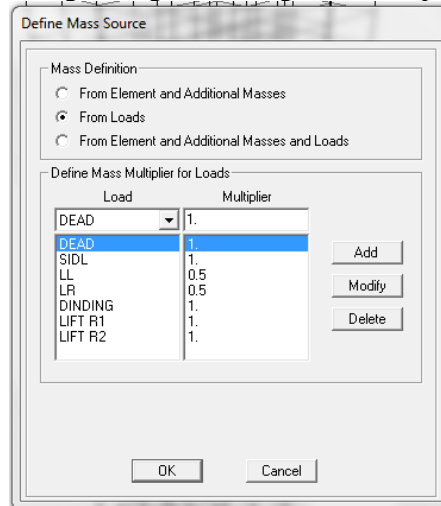 Define Mass Source
Mass Definition
From Element and Additional Masses
From Loads
From Element and Additional Masses and Loads
Define Mass Multiplier for Loads
Load Multiplier
DEAD 1.
DEAD 1.
SIDL 1.
LL 0.5
LR 0.5
DINDING 1.
LIFT R1 1.
LIFT R2 1.
Add
Modify
Delete
OK Cancel